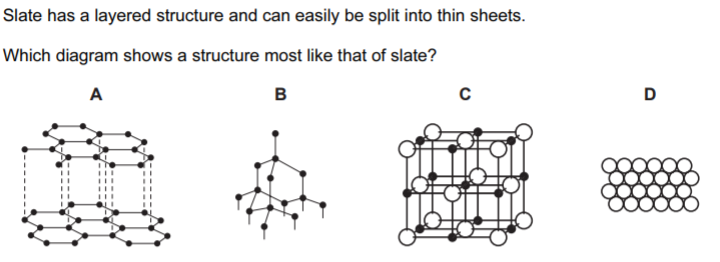 Slate has a layered structure and can easily be split into thin sheets.
Which diagram shows a structure most like that of slate?
A B C D